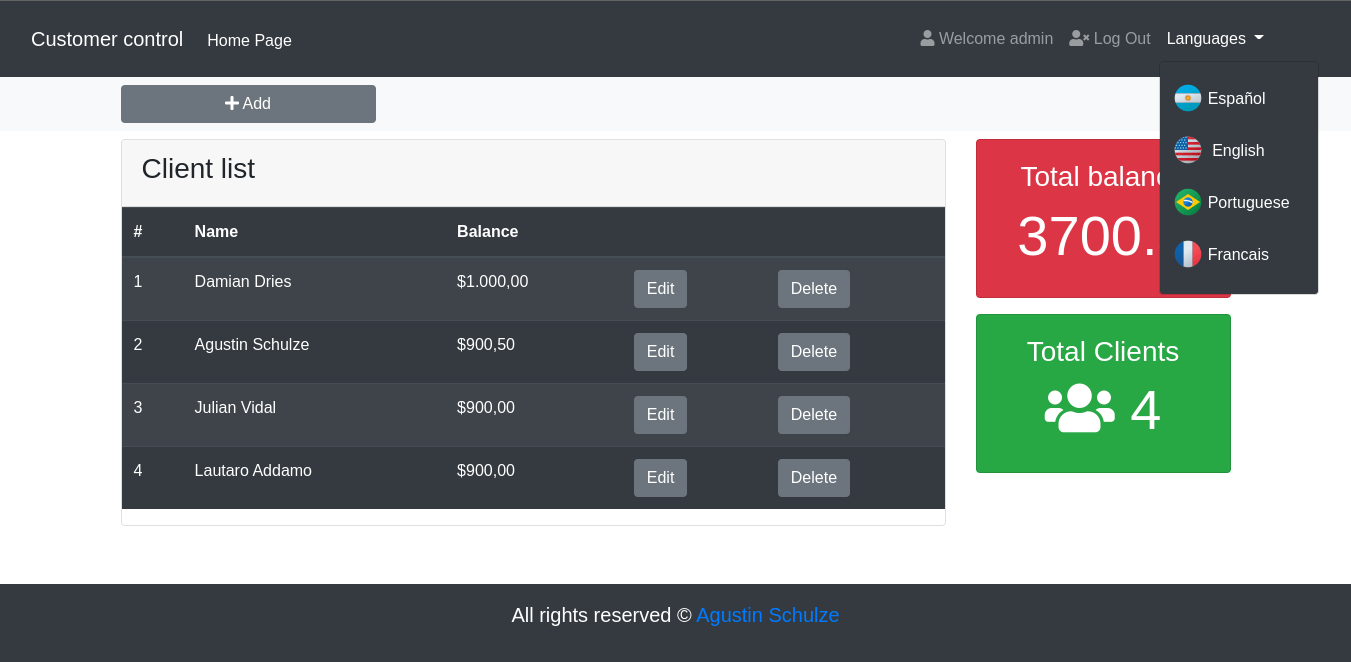 Customer control Home Page Welcome admin Log Out Languages
Español
English
Portuguese
Francais
Add
Client list
# Name Balance
1 Damian Dries $1.000,00 Edit Delete
2 Agustin Schulze $900,50 Edit Delete
3 Julian Vidal $900,00 Edit Delete
4 Lautaro Addamo $900,00 Edit Delete
Total
3700.
Total Clients
4
All rights reserved © Agustin Schulze